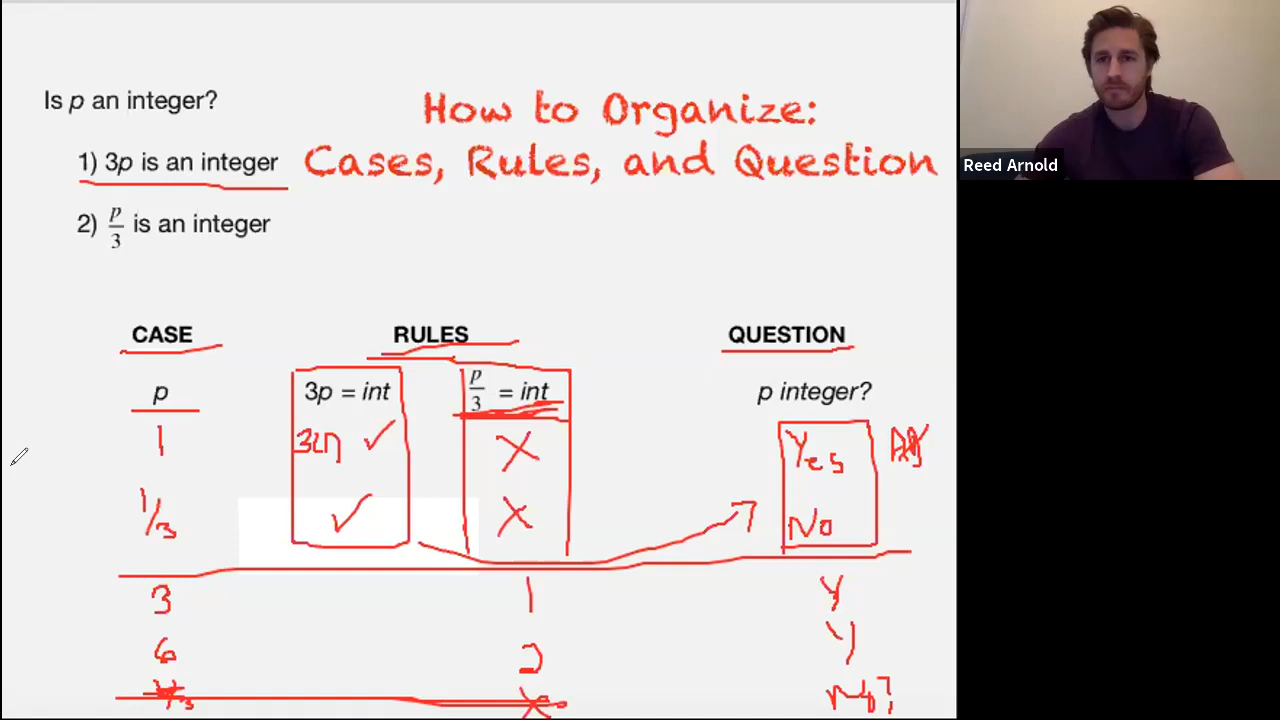 Is p an integer?
How to Organize:
1) 3p is an integer
Cases, Rules, and Question
Reed Arnold
2) p/3 is an integer
CASE RULES QUESTION
p 3p = int p/3 = int p integer?
1 ✓ X Yes
1/3 ✓ X No
3 1 Y
6 2 Y
X